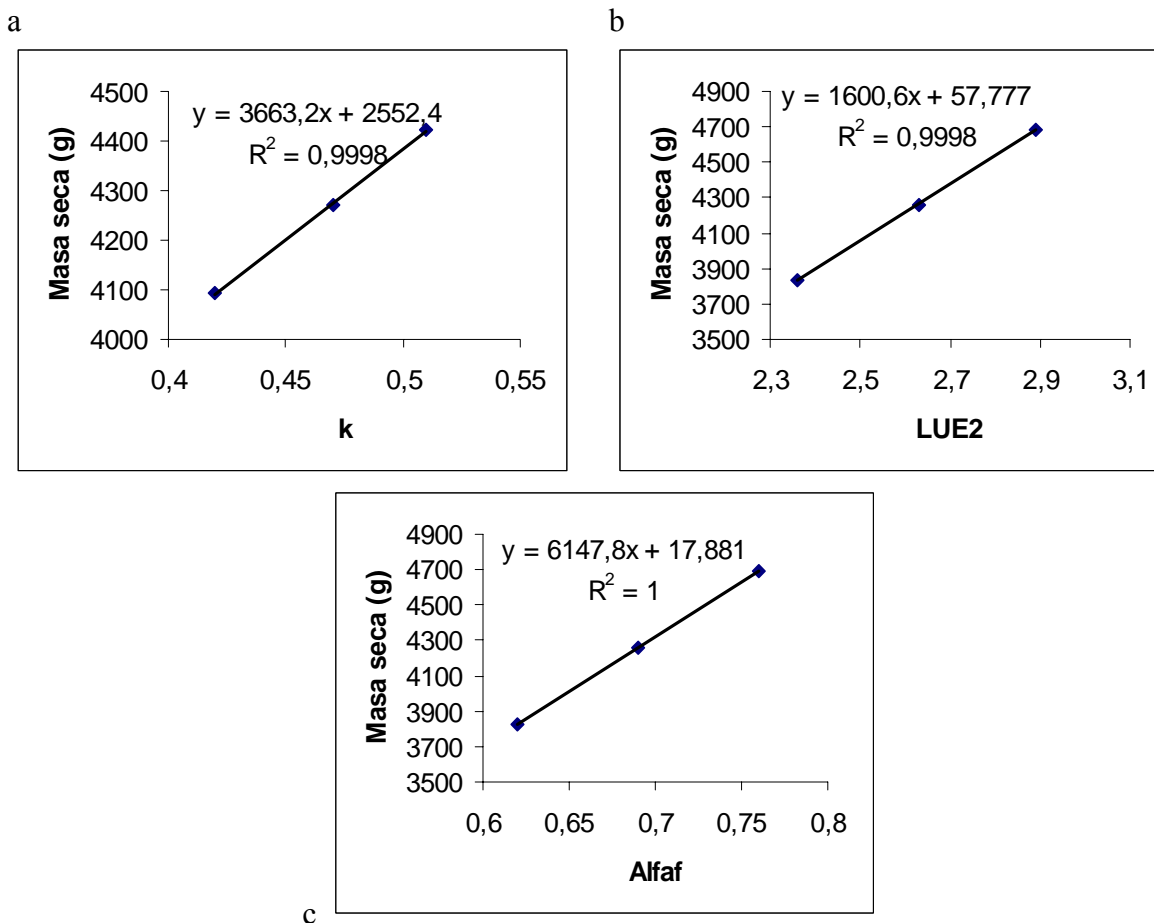 a
y = 3663,2x + 2552,4
R² = 0,9998
Masa seca (g)
4500
4400
4300
4200
4100
4000
0,4 0,45 0,5 0,55
k
b
y = 1600,6x + 57,777
R² = 0,9998
Masa seca (g)
4900
4700
4500
4300
4100
3900
3700
3500
2,3 2,5 2,7 2,9 3,1
LUE2
y = 6147,8x + 17,881
R² = 1
Masa seca (g)
4900
4700
4500
4300
4100
3900
3700
3500
0,6 0,65 0,7 0,75 0,8
Alfaf
c